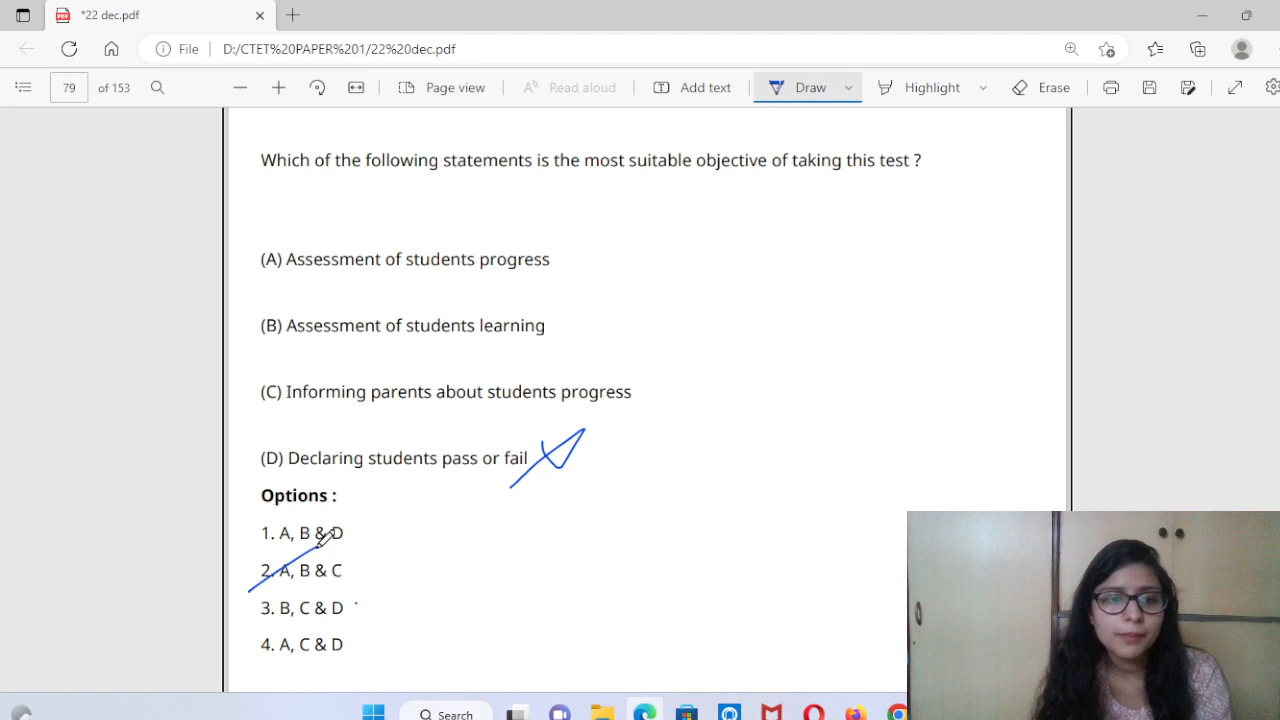 *22 dec.pdf
File
D:/CTET%20PAPER%201/22%20dec.pdf
79 of 153
Page view
Read aloud
Add text
Draw
Highlight
Erase
Which of the following statements is the most suitable objective of taking this test ?
(A) Assessment of students progress
(B) Assessment of students learning
(C) Informing parents about students progress
(D) Declaring students pass or fail
Options :
1. A, B & D
2. A, B & C
3. B, C & D
4. A, C & D
Search